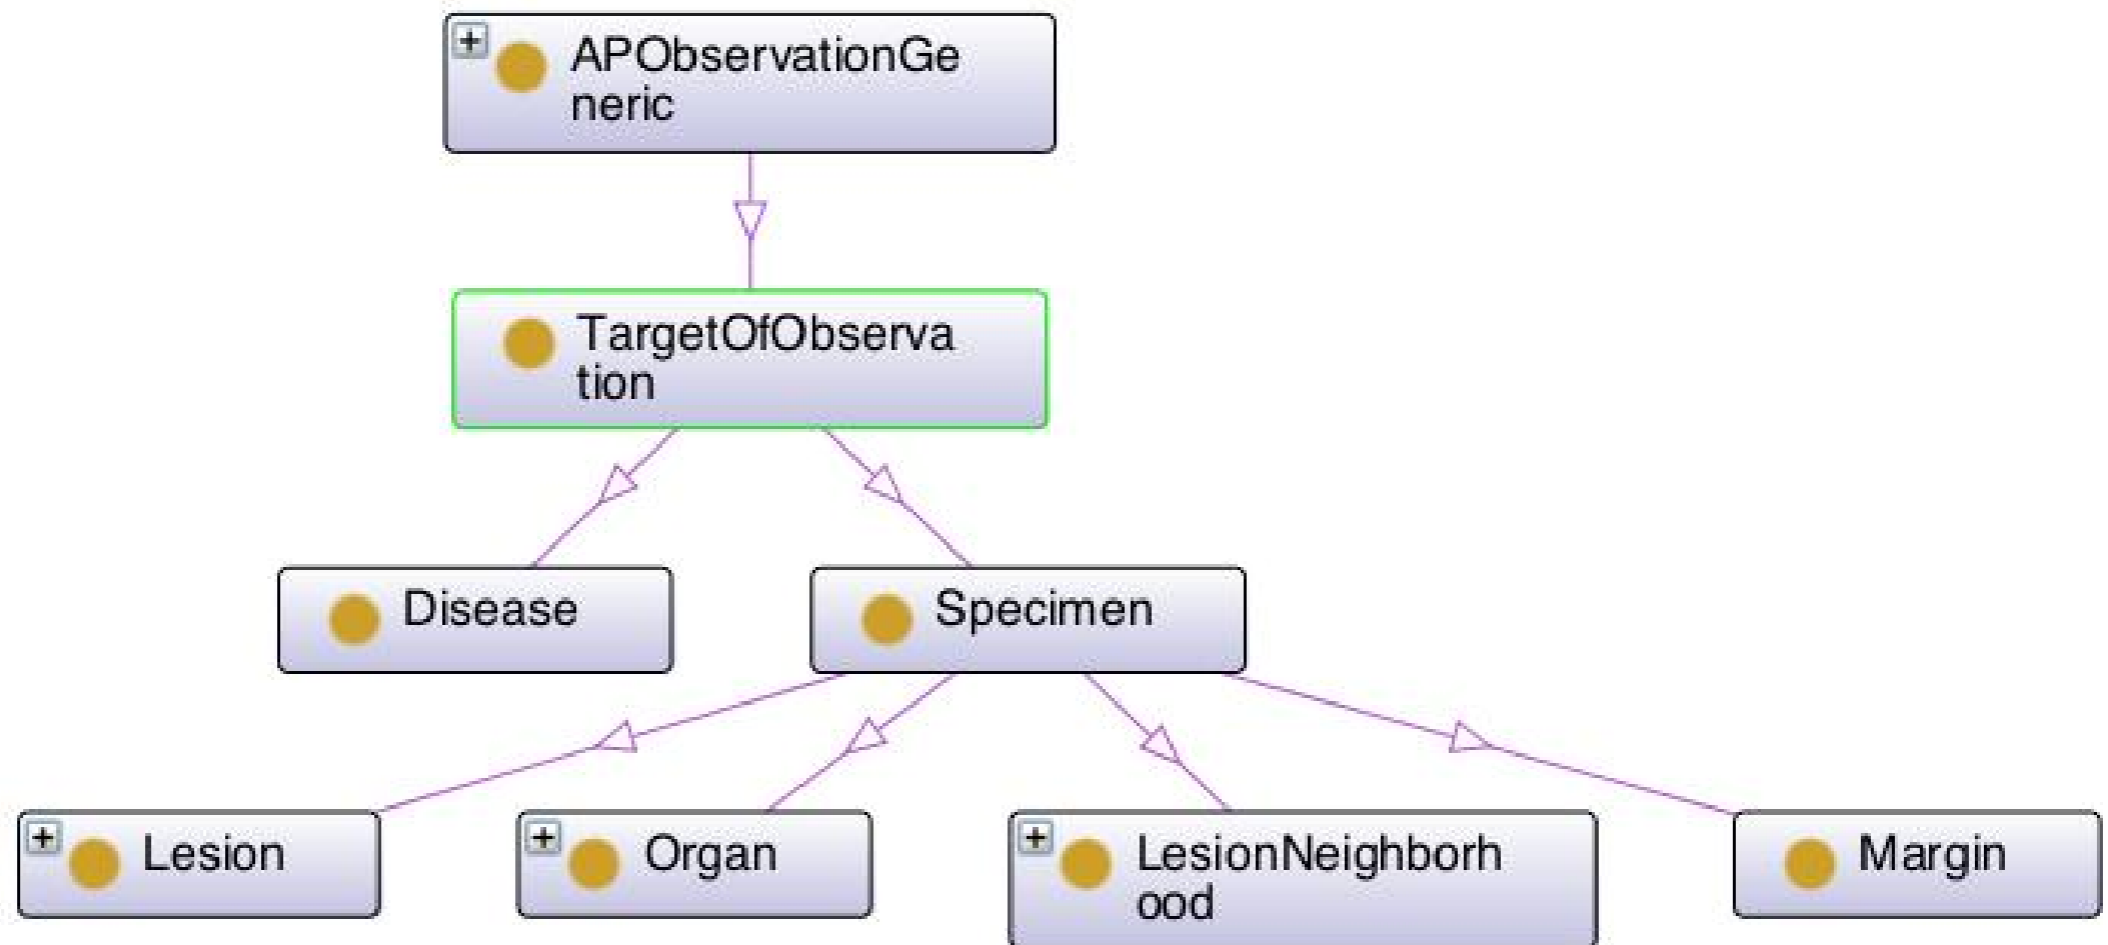 APObservationGe
neric
TargetOfObserva
tion
Disease
Specimen
Lesion
Organ
LesionNeighborh
ood
Margin